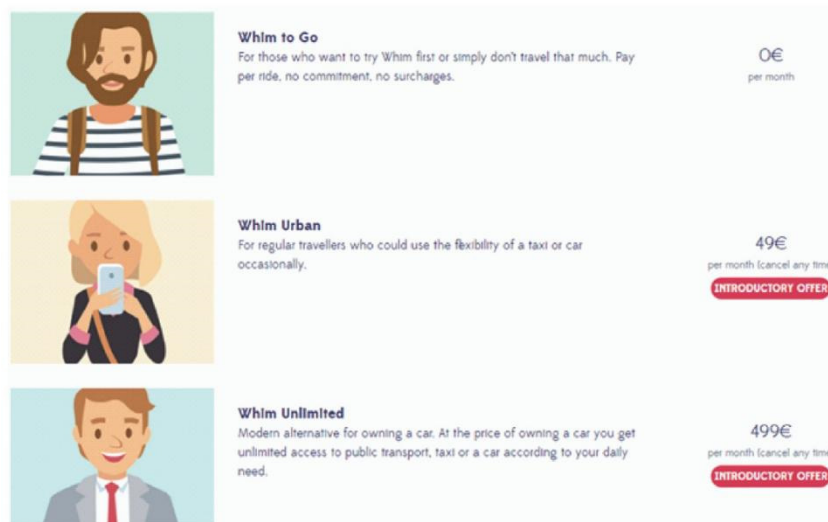 Whim to Go
For those who want to try Whim first or simply don't travel that much. Pay
per ride, no commitment, no surcharges.
0€
per month
Whim Urban
For regular travellers who could use the flexibility of a taxi or car
occasionally.
49€
per month (cancel any time
INTRODUCTORY OFFER
Whim Unlimited
Modern alternative for owning a car. At the price of owning a car you get
unlimited access to public transport, taxi or a car according to your daily
need.
499€
per month (cancel any time
INTRODUCTORY OFFER